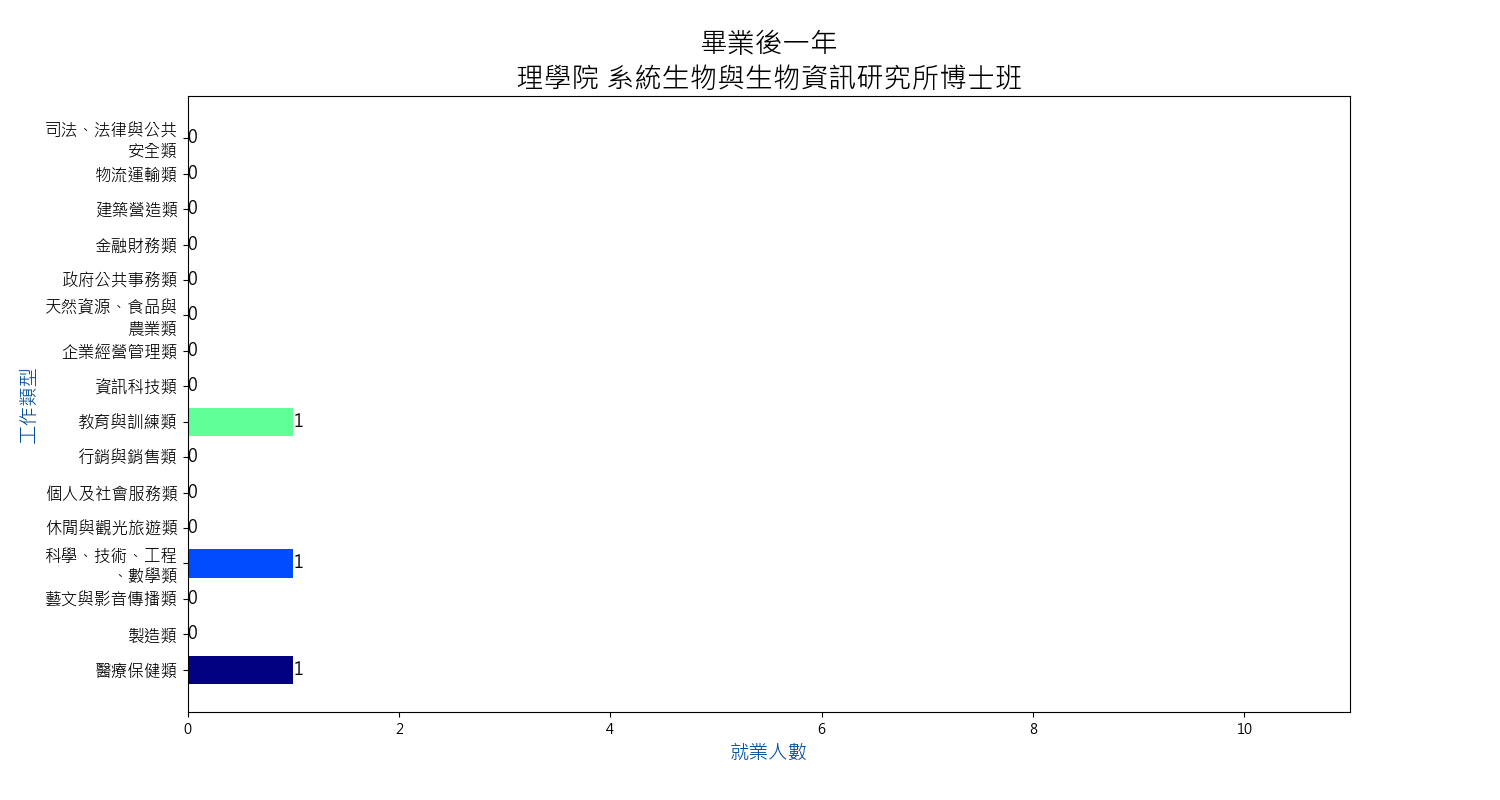 畢業後一年
理學院 系統生物與生物資訊研究所博士班
司法、法律與公共
安全類
0
物流運輸類
0
建築營造類
0
金融財務類
0
政府公共事務類
0
天然資源、食品與
農業類
0
企業經營管理類
0
資訊科技類
0
教育與訓練類
1
行銷與銷售類
0
個人及社會服務類
0
休閒與觀光旅遊類
0
科學、技術、工程
、數學類
1
藝文與影音傳播類
0
製造類
0
醫療保健類
1
工作類型
0 2 4 6 8 10
就業人數